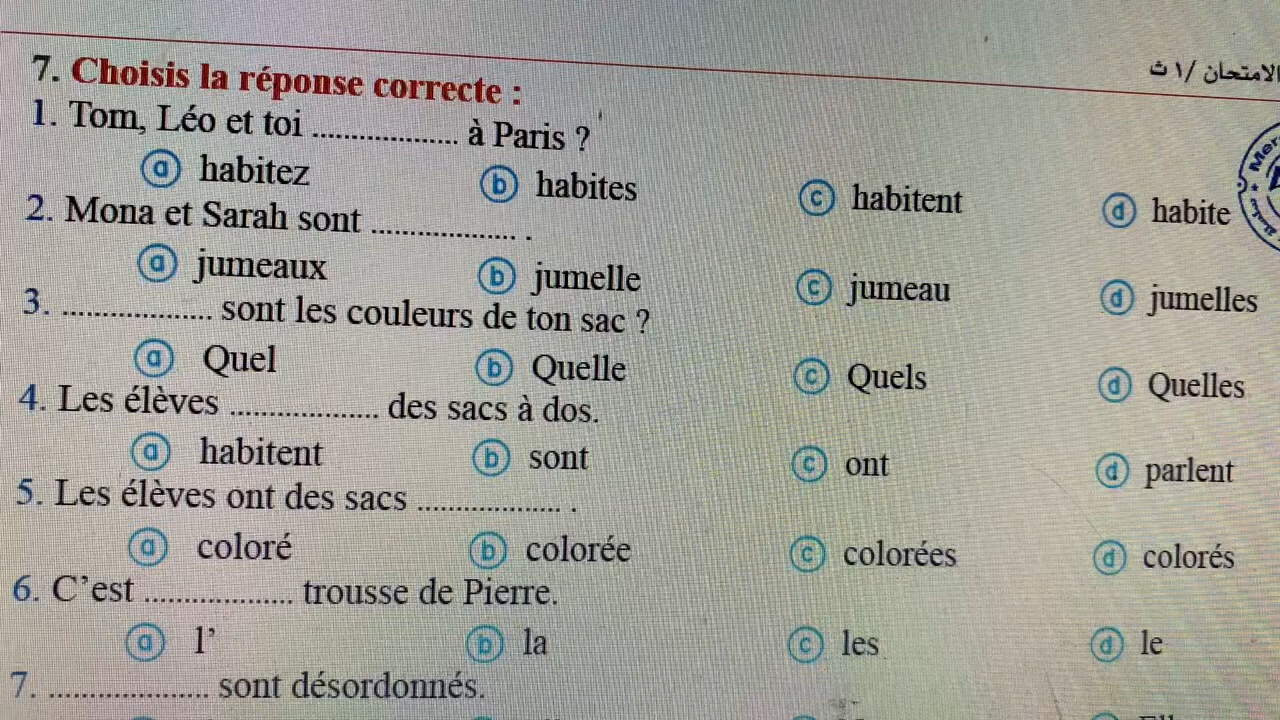 الامتحان /١ ث
7. Choisis la réponse correcte :
1. Tom, Léo et toi .................. à Paris ?
a habitez b habites c habitent d habite
2. Mona et Sarah sont .................. .
a jumeaux b jumelle c jumeau d jumelles
3. .................. sont les couleurs de ton sac ?
a Quel b Quelle c Quels d Quelles
4. Les élèves .................. des sacs à dos.
a habitent b sont c ont d parlent
5. Les élèves ont des sacs .................. .
a coloré b colorée c colorées d colorés
6. C’est .................. trousse de Pierre.
a l’ b la c les d le
7. .................. sont désordonnés.